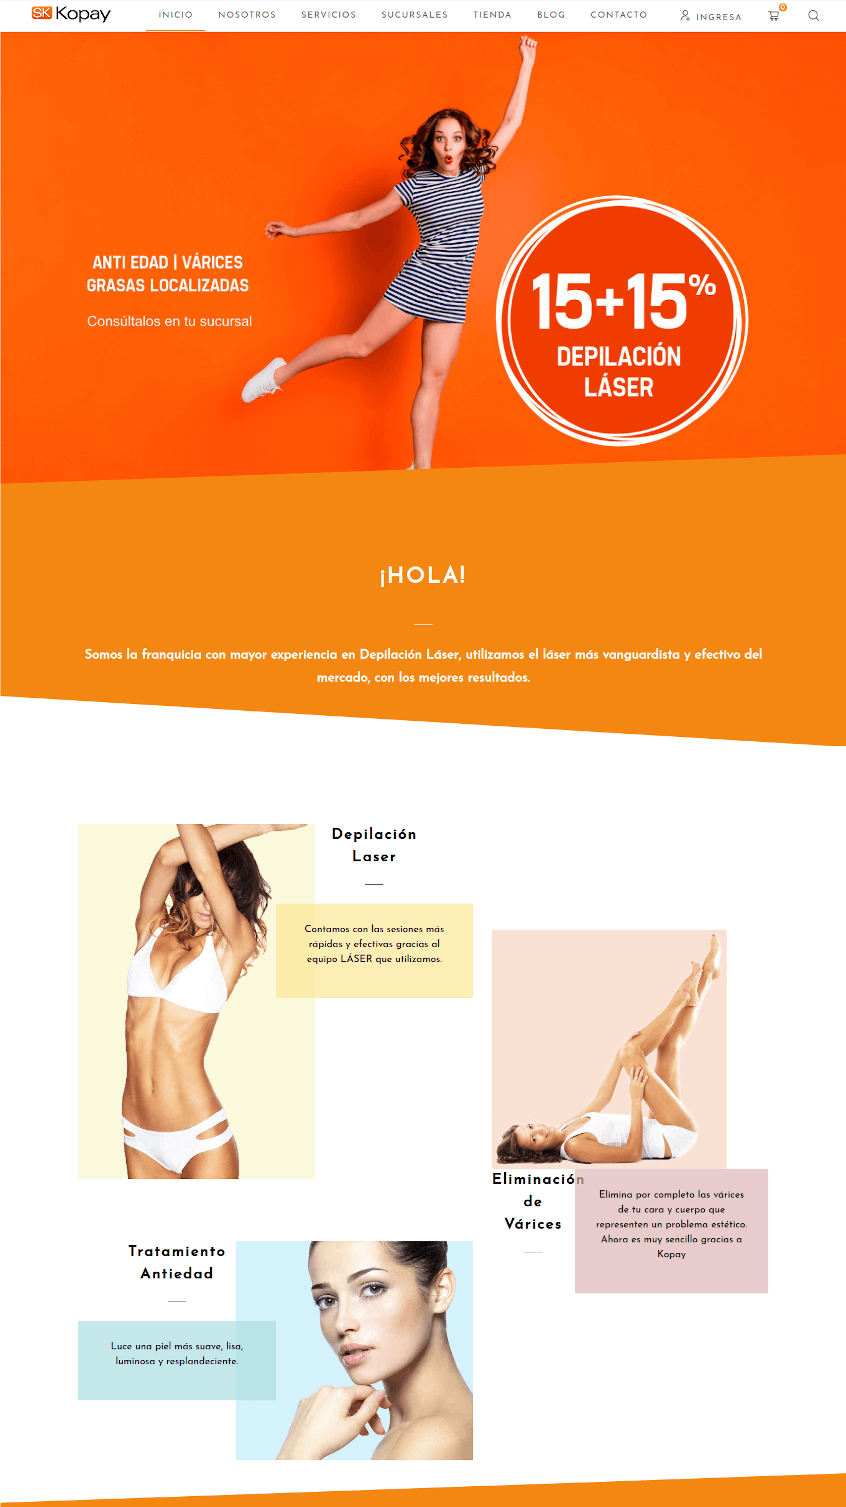 SK Kopay
INICIO NOSOTROS SERVICIOS SUCURSALES TIENDA BLOG CONTACTO INGRESA 0
ANTI EDAD | VÁRICES
GRASAS LOCALIZADAS
Consúltalos en tu sucursal
15+15%
DEPILACIÓN
LÁSER
¡HOLA!
Somos la franquicia con mayor experiencia en Depilación Láser, utilizamos el láser más vanguardista y efectivo del
mercado, con los mejores resultados.
Depilación
Laser
Contamos con las sesiones más
rápidas y efectivas gracias al
equipo LÁSER que utilizamos.
Eliminación
de
Várices
Elimina por completo las várices
de tu cara y cuerpo que
representen un problema estético.
Ahora es muy sencillo gracias a
Kopay
Tratamiento
Antiedad
Luce una piel más suave, lisa,
luminosa y resplandeciente.